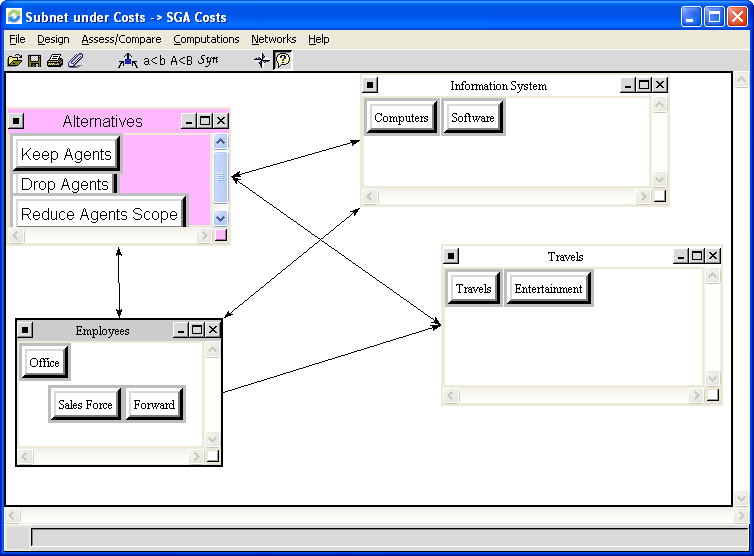 Subnet under Costs -> SGA Costs
File Design Assess/Compare Computations Networks Help
a<b A<B Syn
Information System
Computers Software
Alternatives
Keep Agents
Drop Agents
Reduce Agents Scope
Travels
Travels Entertainment
Employees
Office
Sales Force Forward